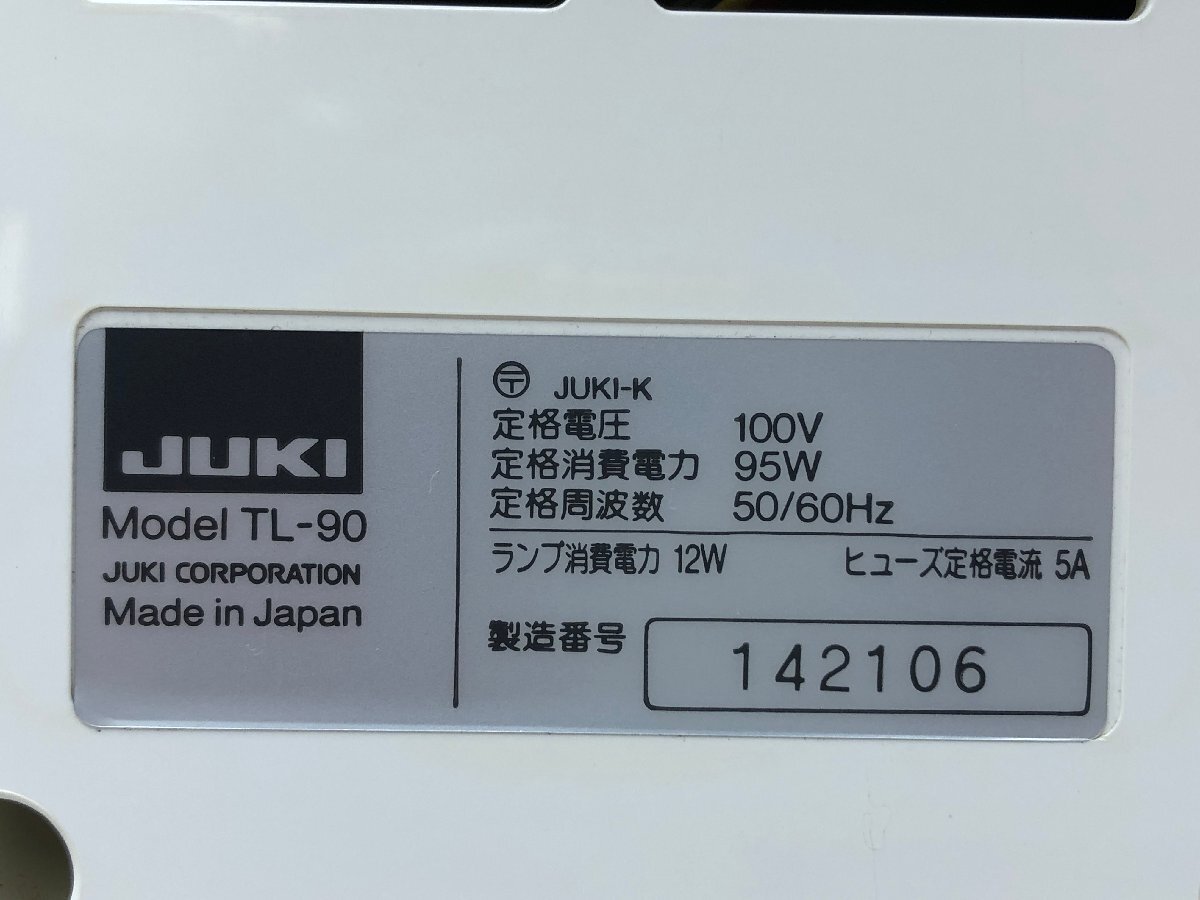 JUKI
Model TL-90
JUKI CORPORATION
Made in Japan
〒 JUKI-K
定格電圧 100V
定格消費電力 95W
定格周波数 50/60Hz
ランプ消費電力 12W ヒューズ定格電流 5A
製造番号 142106